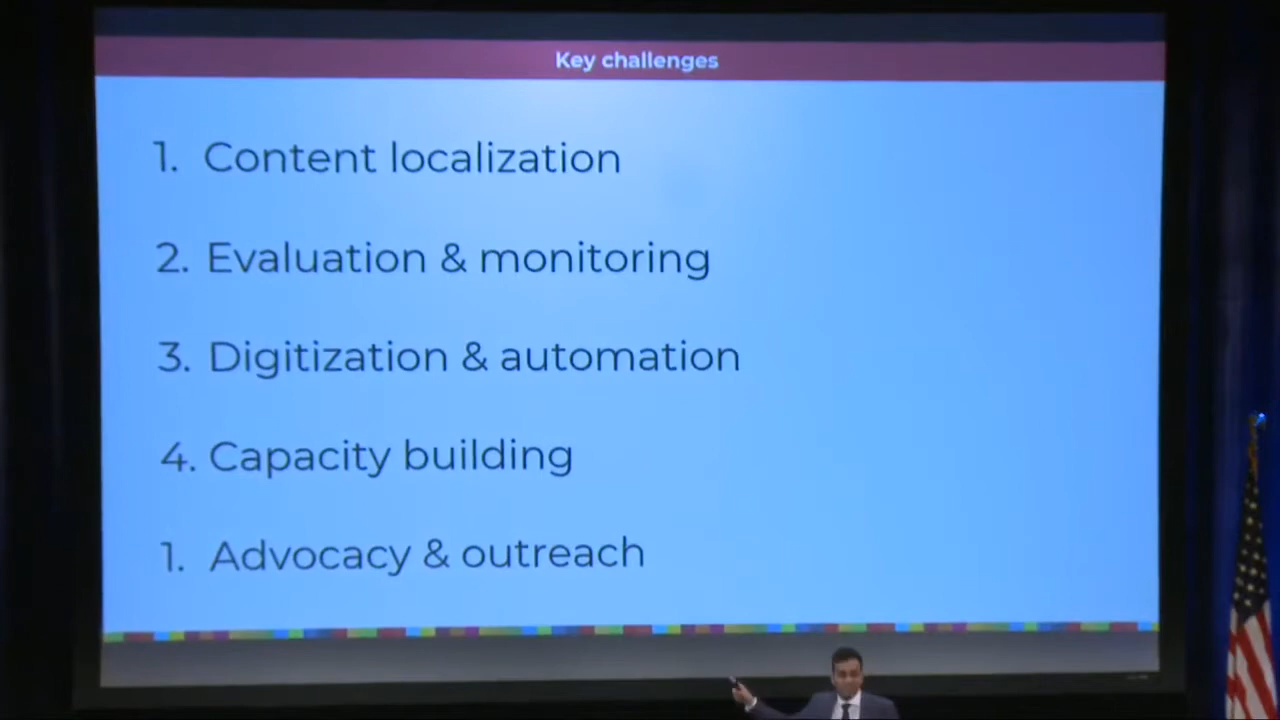 Key challenges
1. Content localization
2. Evaluation & monitoring
3. Digitization & automation
4. Capacity building
1. Advocacy & outreach